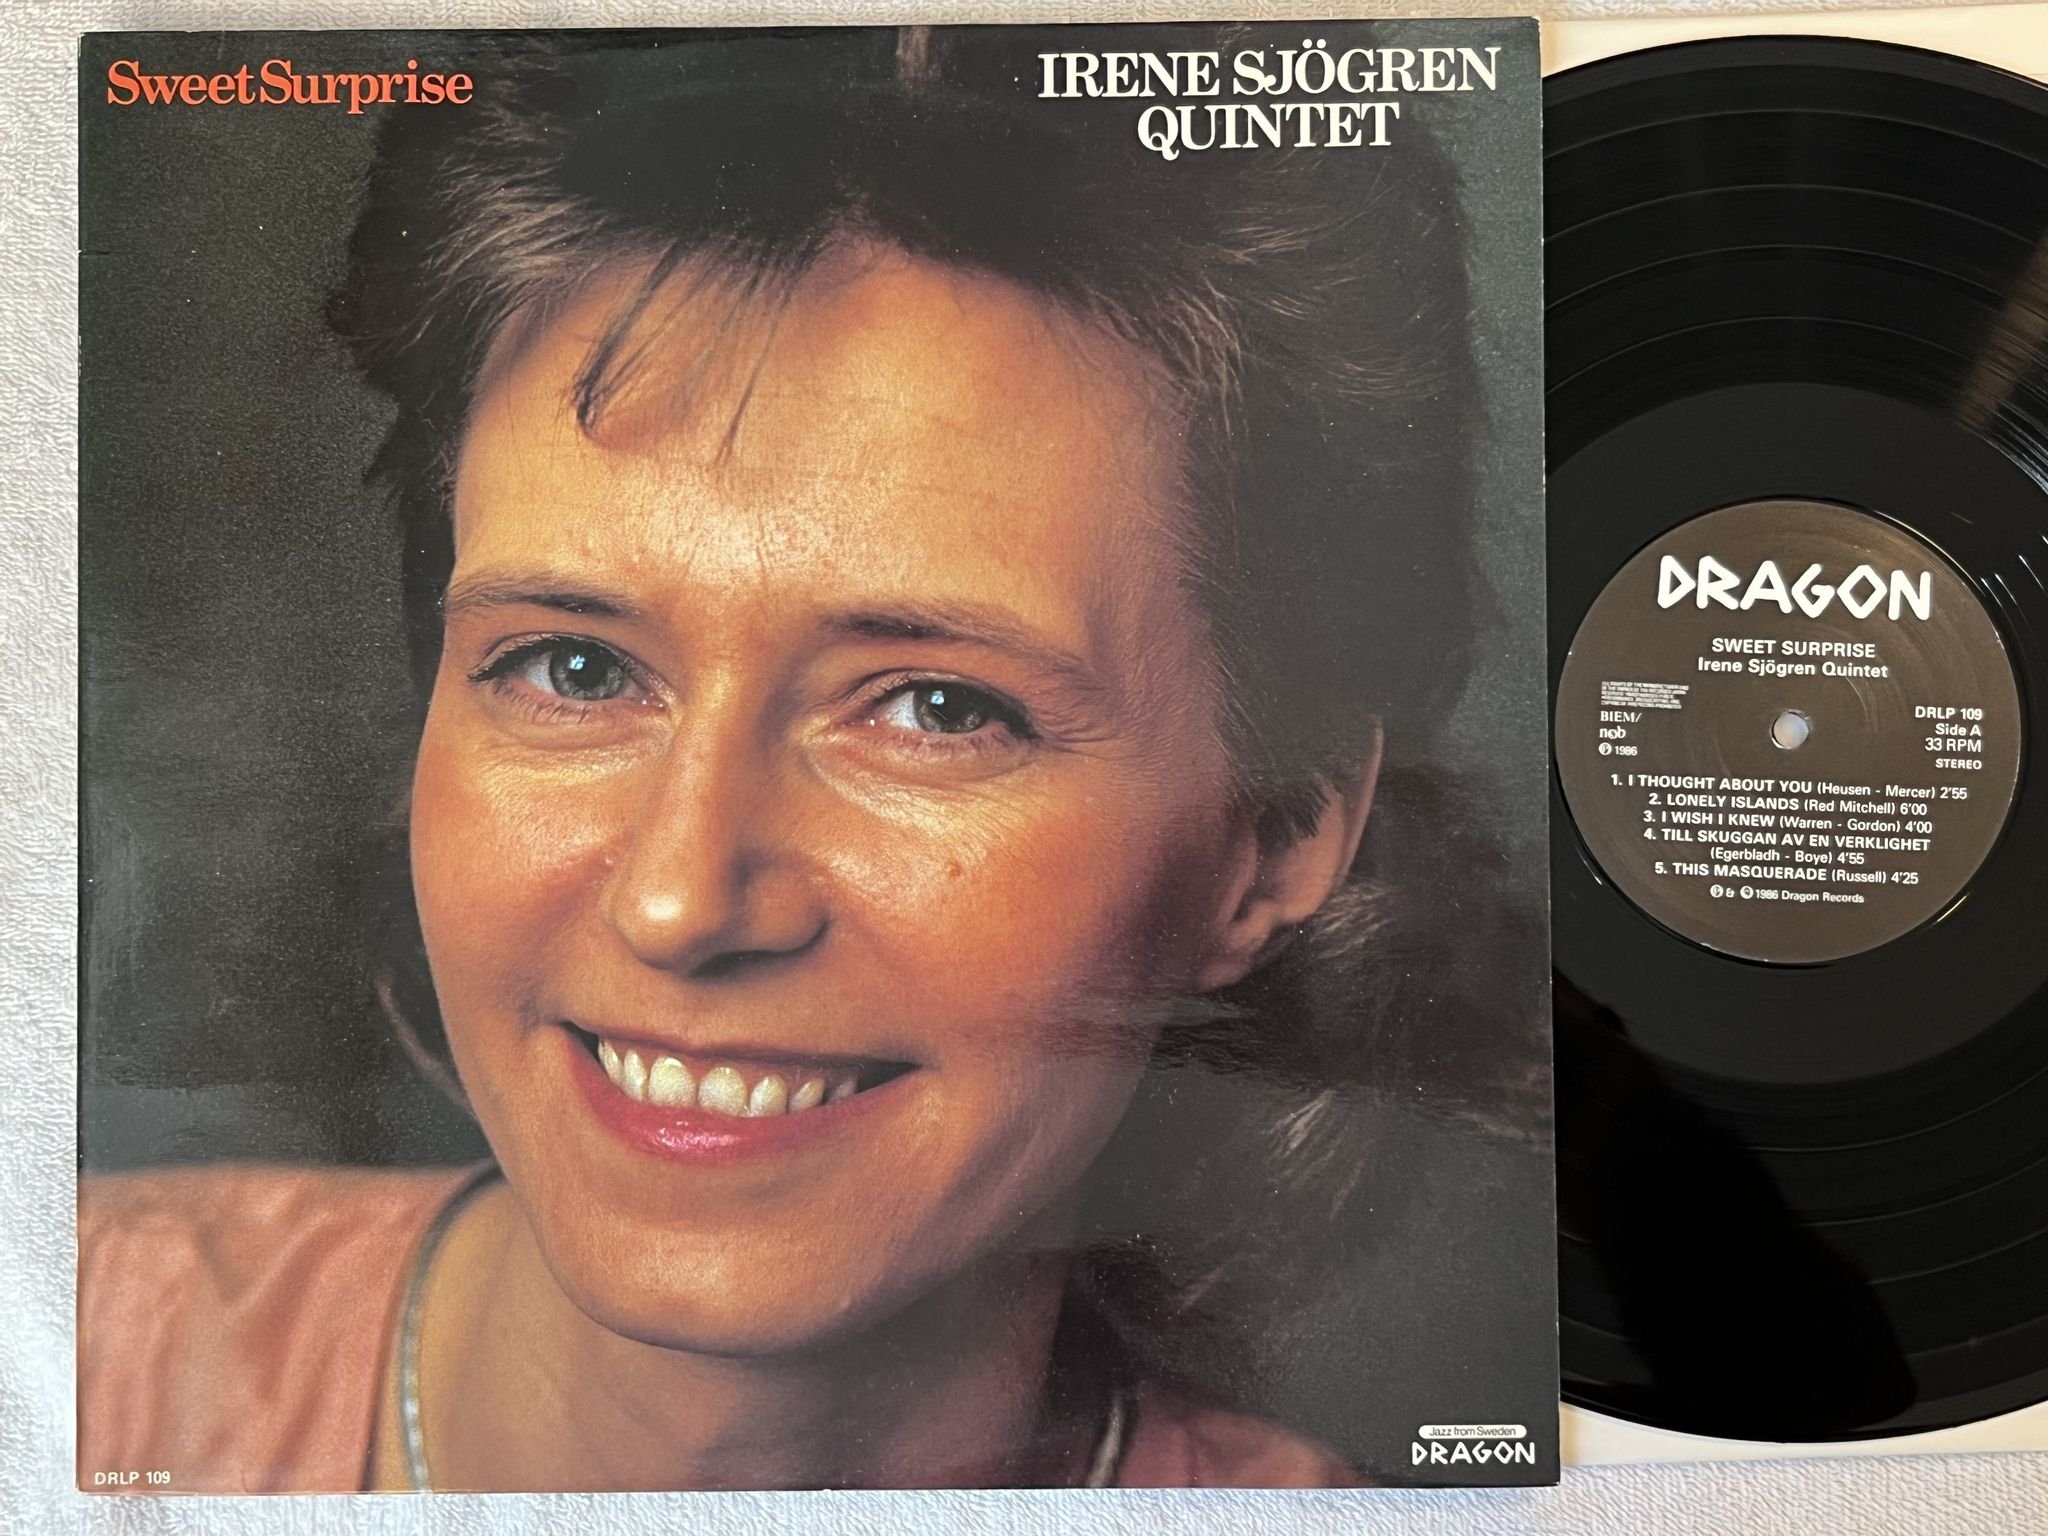 Sweet Surprise
IRENE SJÖGREN
QUINTET
DRLP 109
Jazz from Sweden
DRAGON
DRAGON
SWEET SURPRISE
Irene Sjögren Quintet
BIEM/
ncb
Ⓟ 1986
DRLP 109
Side A
33 RPM
STEREO
1. I THOUGHT ABOUT YOU (Heusen - Mercer) 2'55
2. LONELY ISLANDS (Red Mitchell) 6'00
3. I WISH I KNEW (Warren - Gordon) 4'00
4. TILL SKUGGAN AV EN VERKLIGHET
(Egerbladh - Boye) 4'55
5. THIS MASQUERADE (Russell) 4'25
Ⓟ & © 1986 Dragon Records